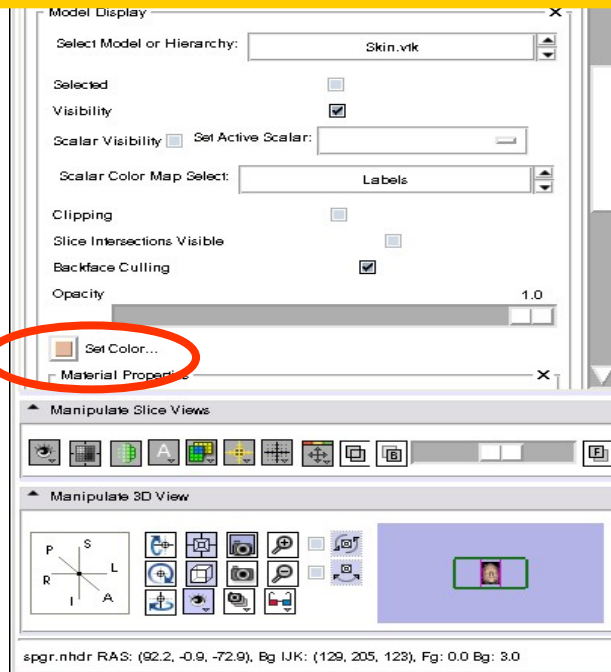 Model Display
Select Model or Hierarchy: Skin.vtk
Selected
Visibility
Scalar Visibility Set Active Scalar:
Scalar Color Map Select: Labels
Clipping
Slice Intersections Visible
Backface Culling
Opacity 1.0
Set Color...
Material Properties
Manipulate Slice Views
A B F
Manipulate 3D View
P S
R L
I A
spgr.nhdr RAS: (92.2, -0.9, -72.9), Bg IJK: (129, 205, 123), Fg: 0.0 Bg: 3.0